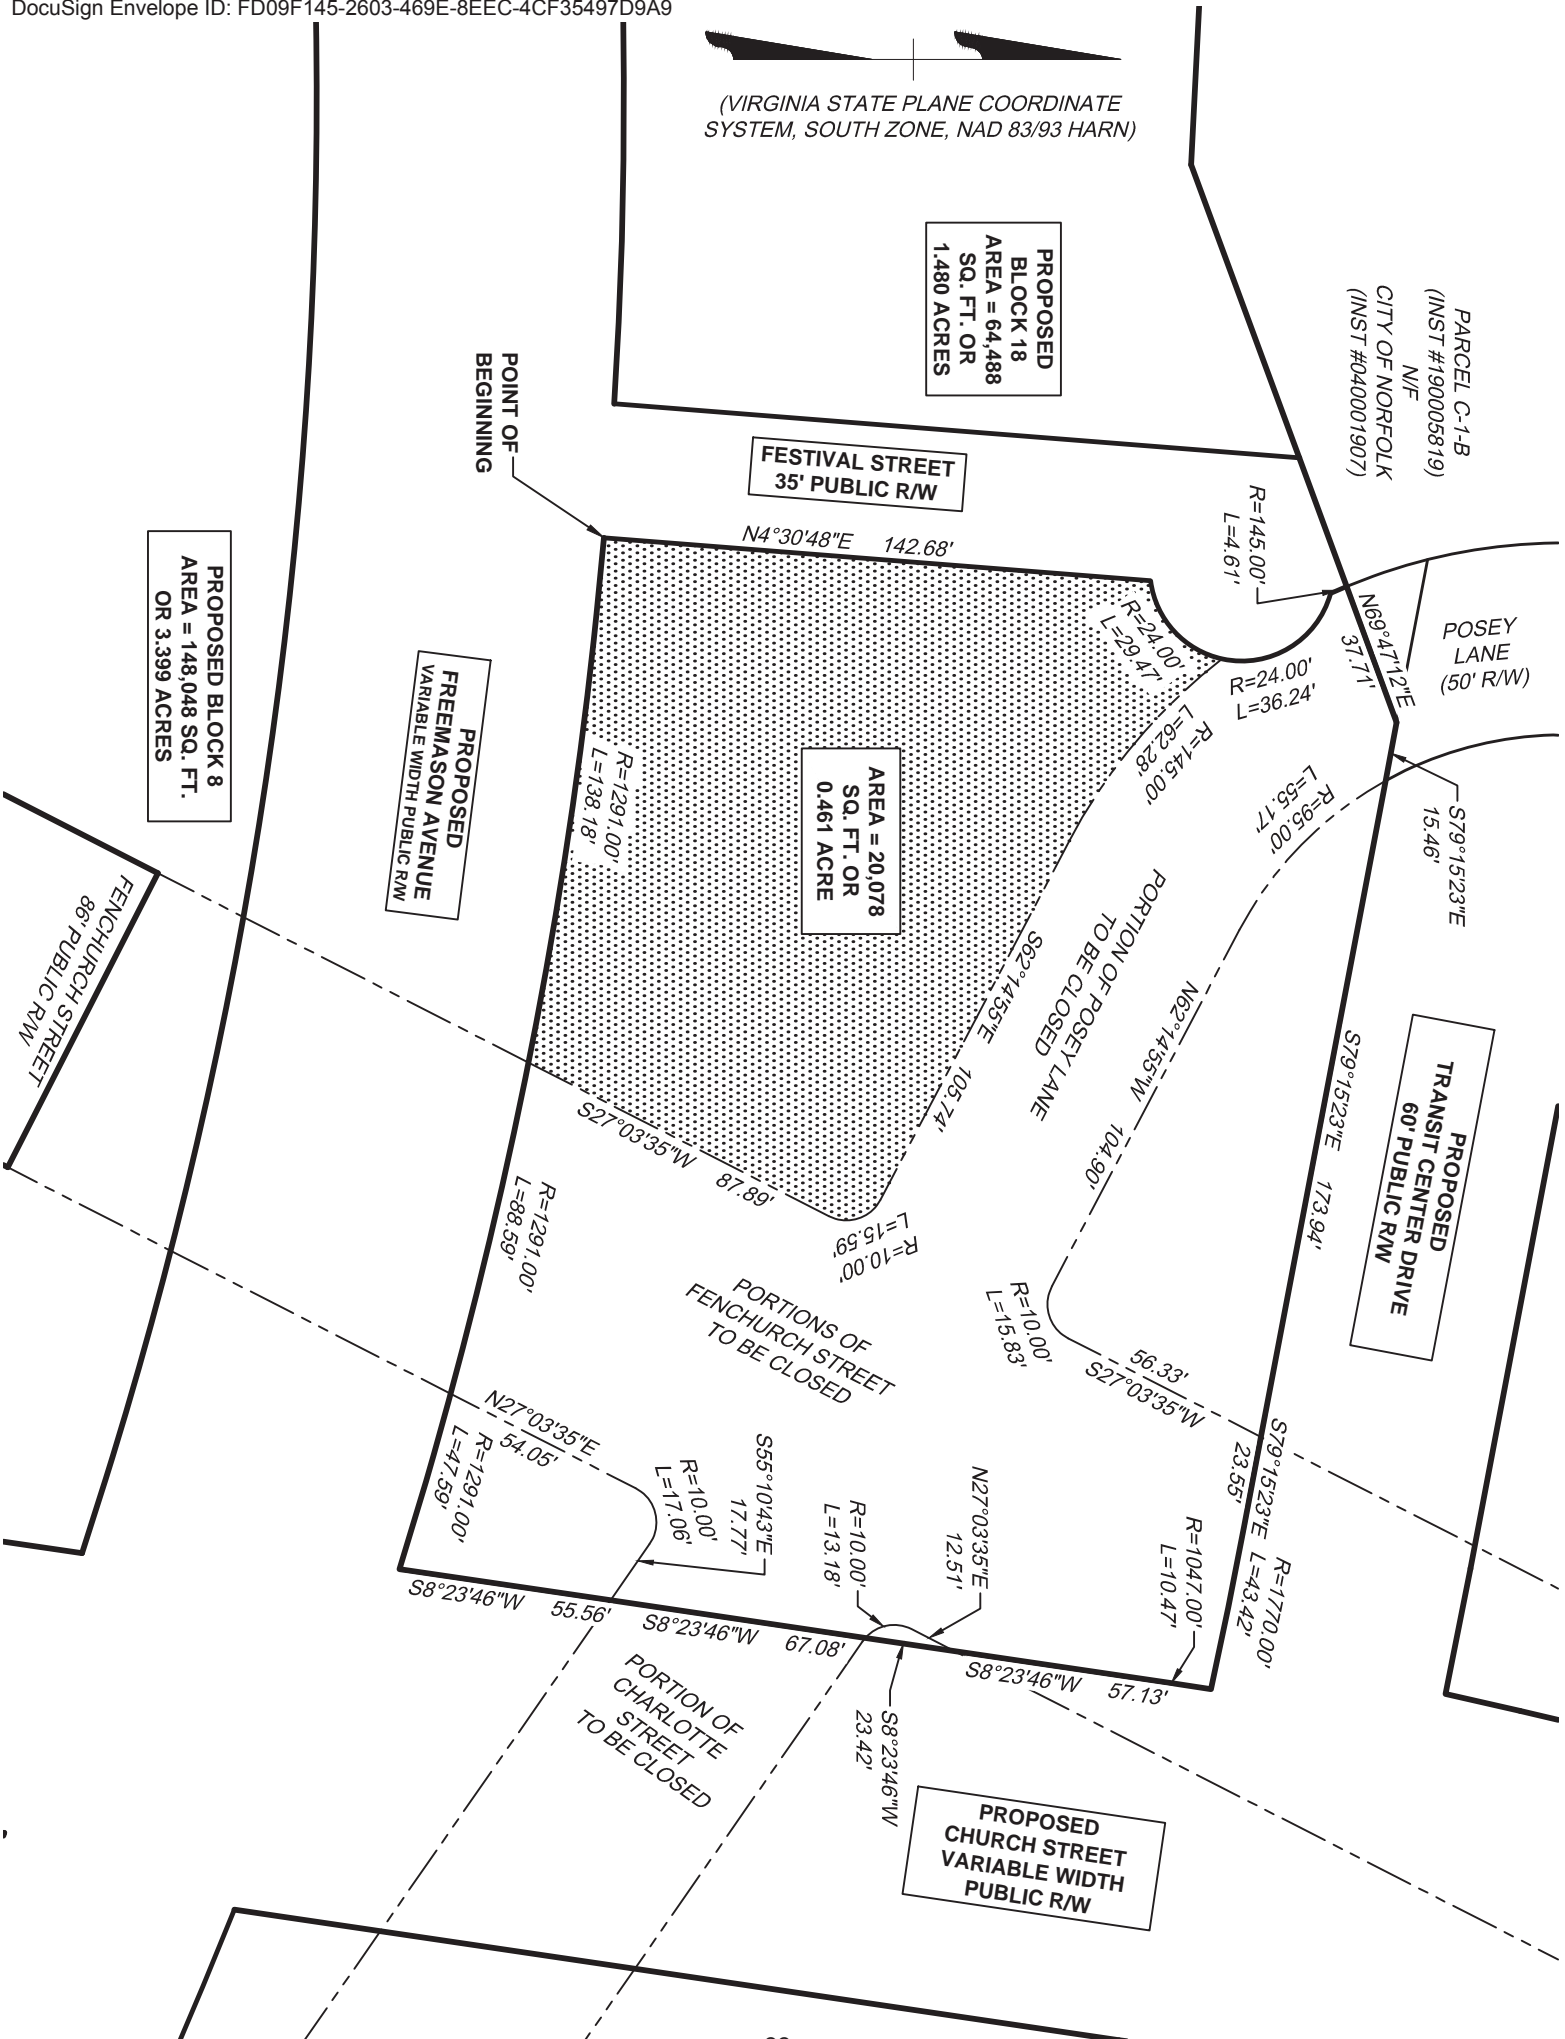 DocuSign Envelope ID: FD09F145-2603-469E-8EEC-4CF35497D9A9
(VIRGINIA STATE PLANE COORDINATE
SYSTEM, SOUTH ZONE, NAD 83/93 HARN)
PROPOSED
BLOCK 18
AREA = 64,488
SQ. FT. OR
1.480 ACRES
PARCEL C-1-B
(INST #190005819)
N/F
CITY OF NORFOLK
(INST #040001907)
POINT OF
BEGINNING
FESTIVAL STREET
35' PUBLIC R/W
N4°30'48"E 142.68'
R=145.00'
L=4.61'
R=24.00'
L=29.47'
R=24.00'
L=36.24'
N69°47'12"E
37.71'
POSEY
LANE
(50' R/W)
PROPOSED BLOCK 8
AREA = 148,048 SQ. FT.
OR 3.399 ACRES
PROPOSED
FREEMASON AVENUE
VARIABLE WIDTH PUBLIC R/W
R=1291.00'
L=138.18'
AREA = 20,078
SQ. FT. OR
0.461 ACRE
R=145.00'
L=62.28'
R=95.00'
L=55.17'
S79°15'23"E
15.46'
FENCHURCH STREET
86' PUBLIC R/W
S62°14'55"E 105.74'
PORTION OF POSEY LANE
TO BE CLOSED
N62°14'55"W 104.90'
S79°15'23"E 173.94'
PROPOSED
TRANSIT CENTER DRIVE
60' PUBLIC R/W
S27°03'35"W 87.89'
R=10.00'
L=15.59'
R=1291.00'
L=88.59'
PORTIONS OF
FENCHURCH STREET
TO BE CLOSED
R=10.00'
L=15.83'
56.33'
S27°03'35"W
N27°03'35"E
54.05'
R=1291.00'
L=47.59'
R=10.00'
L=17.06'
S55°10'43"E
17.77'
R=10.00'
L=13.18'
N27°03'35"E
12.51'
S79°15'23"E
23.55'
R=1770.00'
L=43.42'
R=1047.00'
L=10.47'
S8°23'46"W 55.56'
S8°23'46"W 67.08'
S8°23'46"W 57.13'
S8°23'46"W
23.42'
PORTION OF
CHARLOTTE
STREET
TO BE CLOSED
PROPOSED
CHURCH STREET
VARIABLE WIDTH
PUBLIC R/W